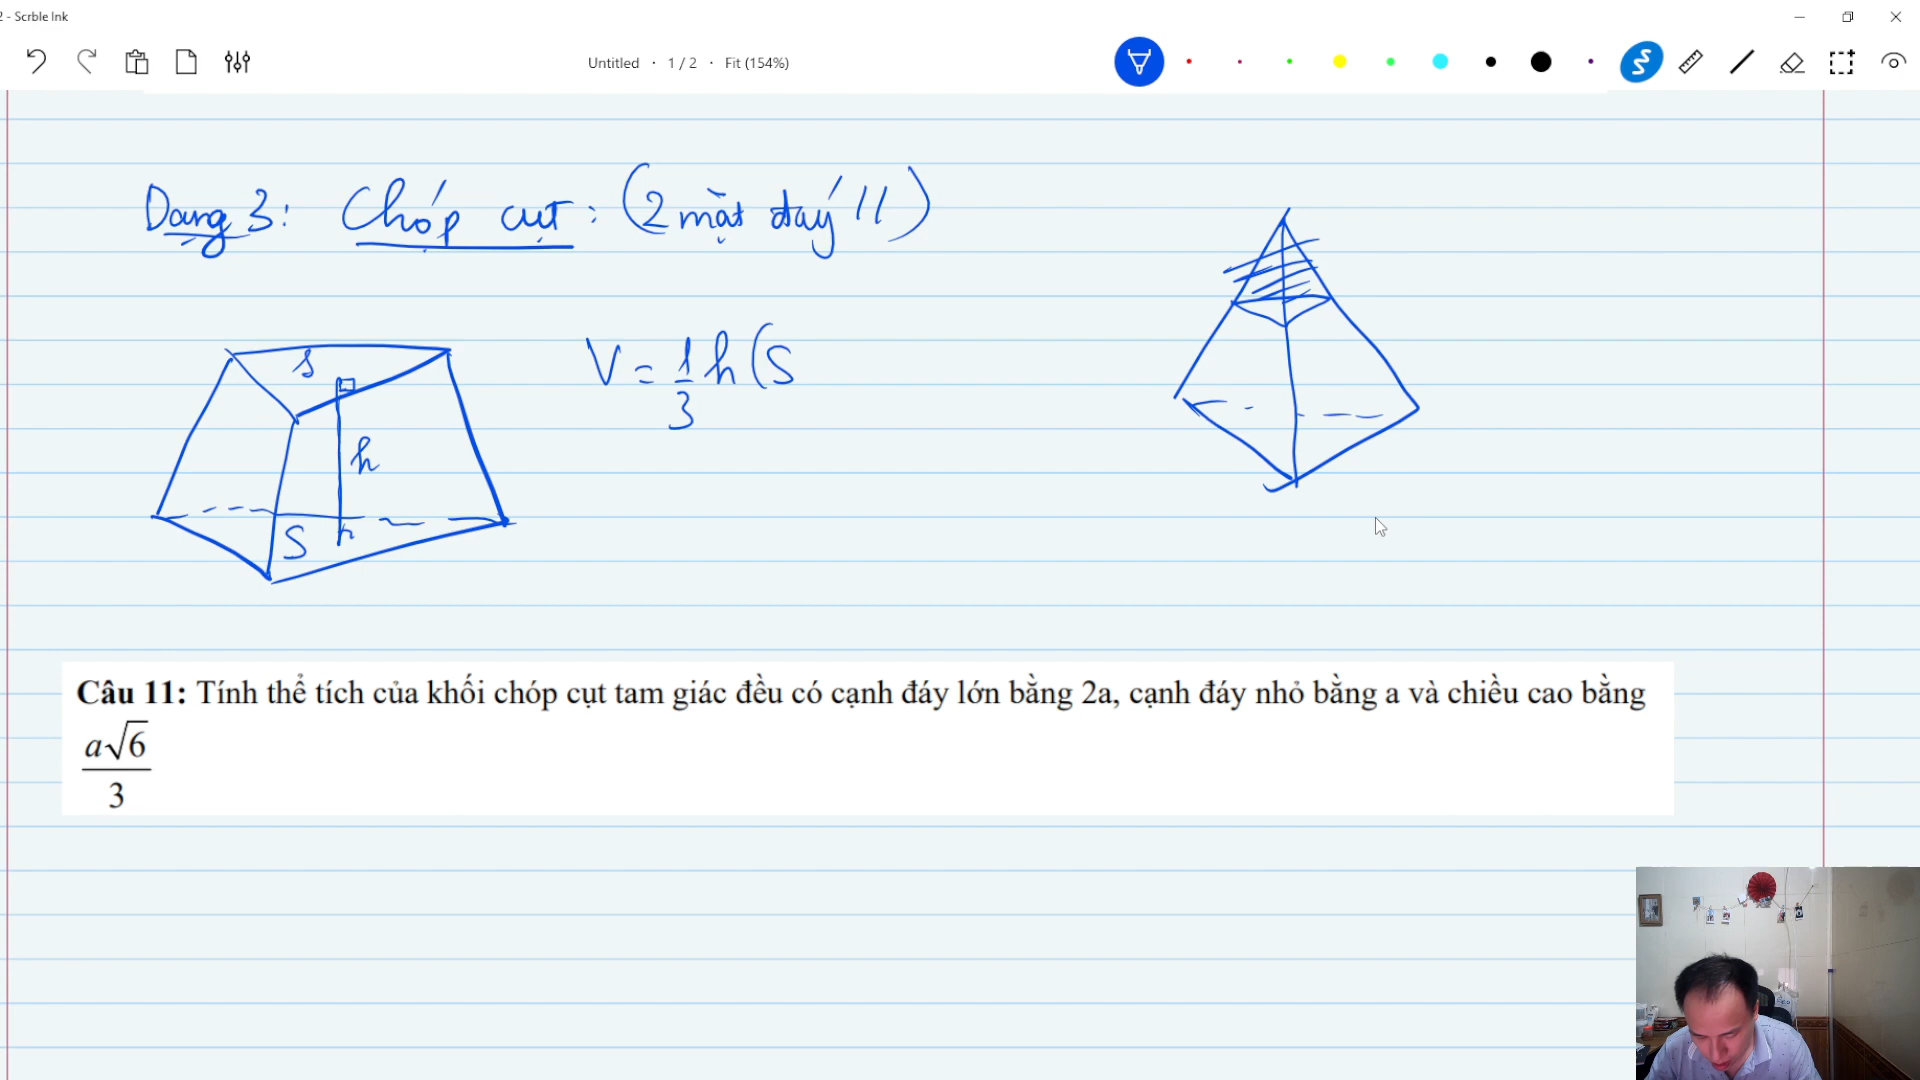 2 - Scrble Ink
Untitled · 1 / 2 · Fit (154%)
Dạng 3: Chóp cụt : (2 mặt đáy //)
s
h
S
V = 1/3 h (S
Câu 11: Tính thể tích của khối chóp cụt tam giác đều có cạnh đáy lớn bằng 2a, cạnh đáy nhỏ bằng a và chiều cao bằng
a√6/3